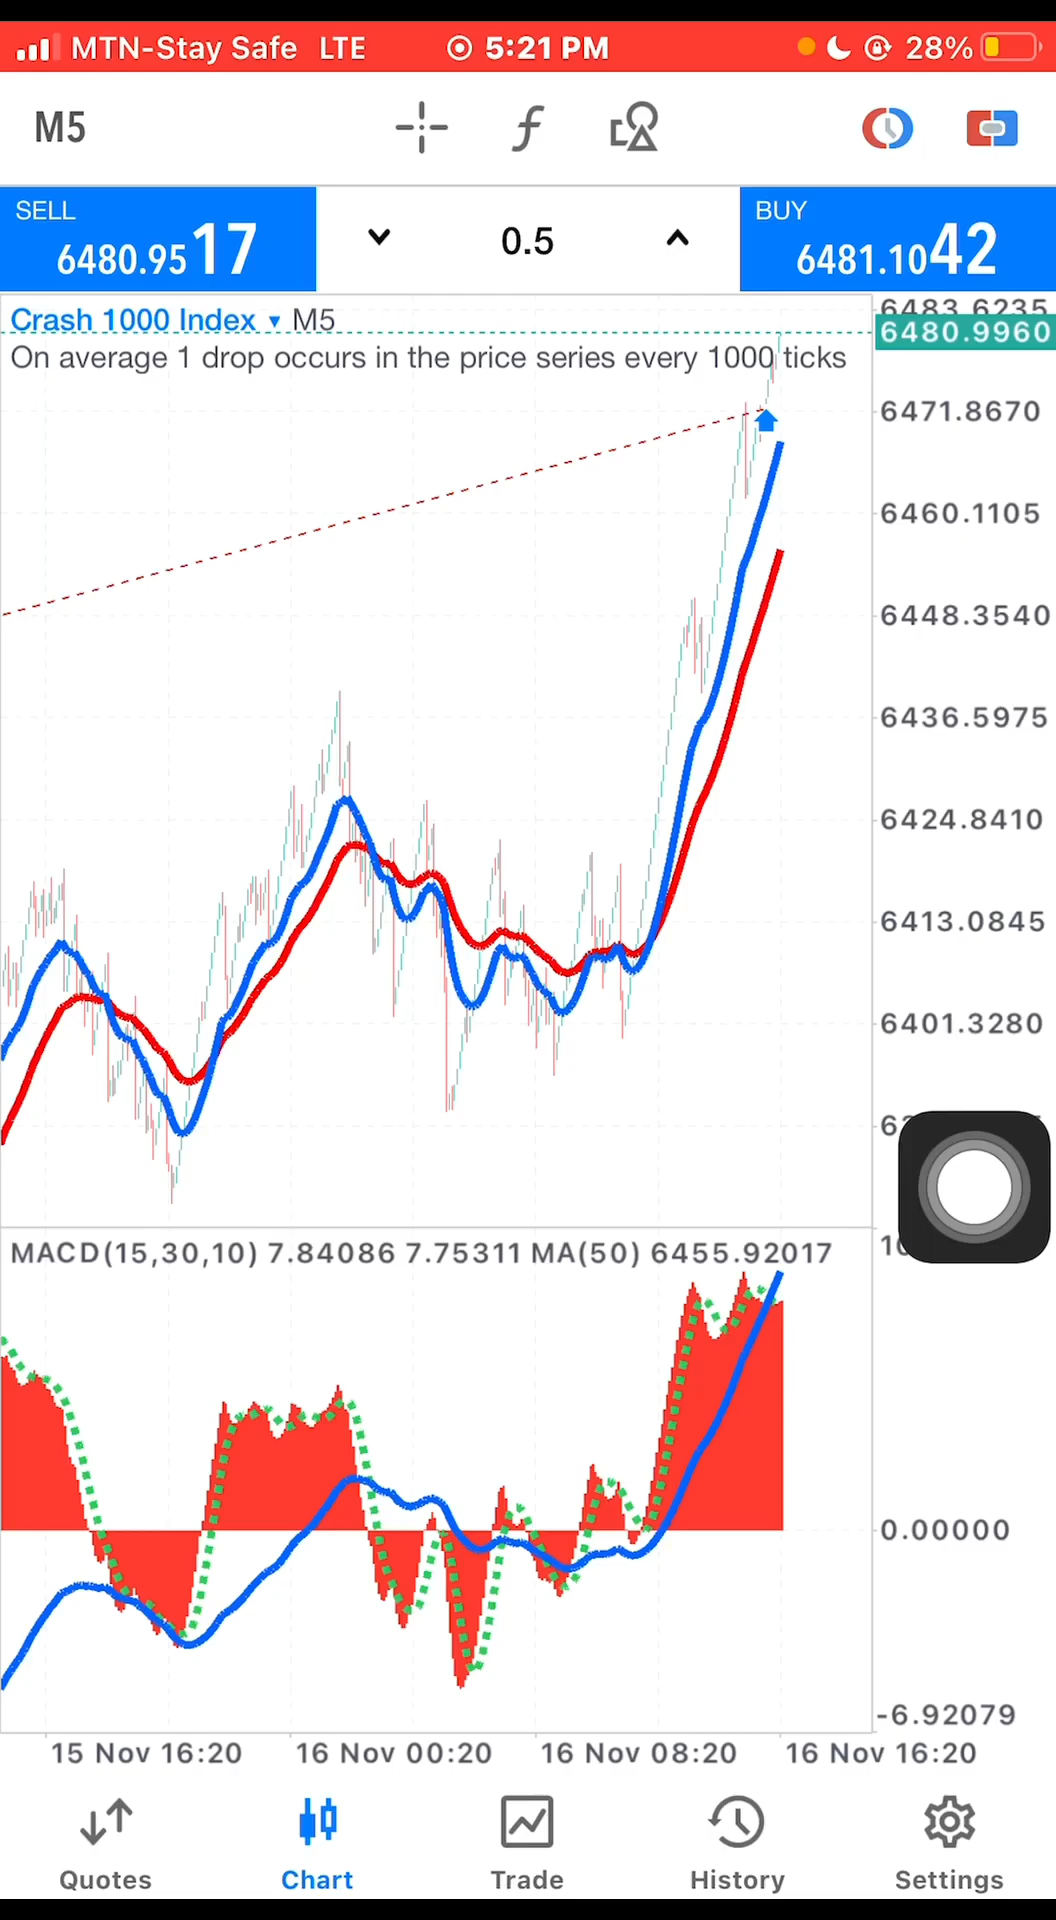 MTN-Stay Safe LTE 5:21 PM 28%
M5
SELL
6480.9517
0.5
BUY
6481.1042
Crash 1000 Index ▾ M5
On average 1 drop occurs in the price series every 1000 ticks
6483.6235
6480.9960
6471.8670
6460.1105
6448.3540
6436.5975
6424.8410
6413.0845
6401.3280
MACD(15,30,10) 7.84086 7.75311 MA(50) 6455.92017
0.00000
-6.92079
15 Nov 16:20 16 Nov 00:20 16 Nov 08:20 16 Nov 16:20
Quotes Chart Trade History Settings